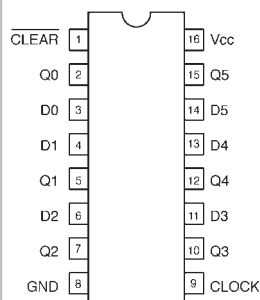 CLEAR 1 16 Vcc
Q0 2 15 Q5
D0 3 14 D5
D1 4 13 D4
Q1 5 12 Q4
D2 6 11 D3
Q2 7 10 Q3
GND 8 9 CLOCK